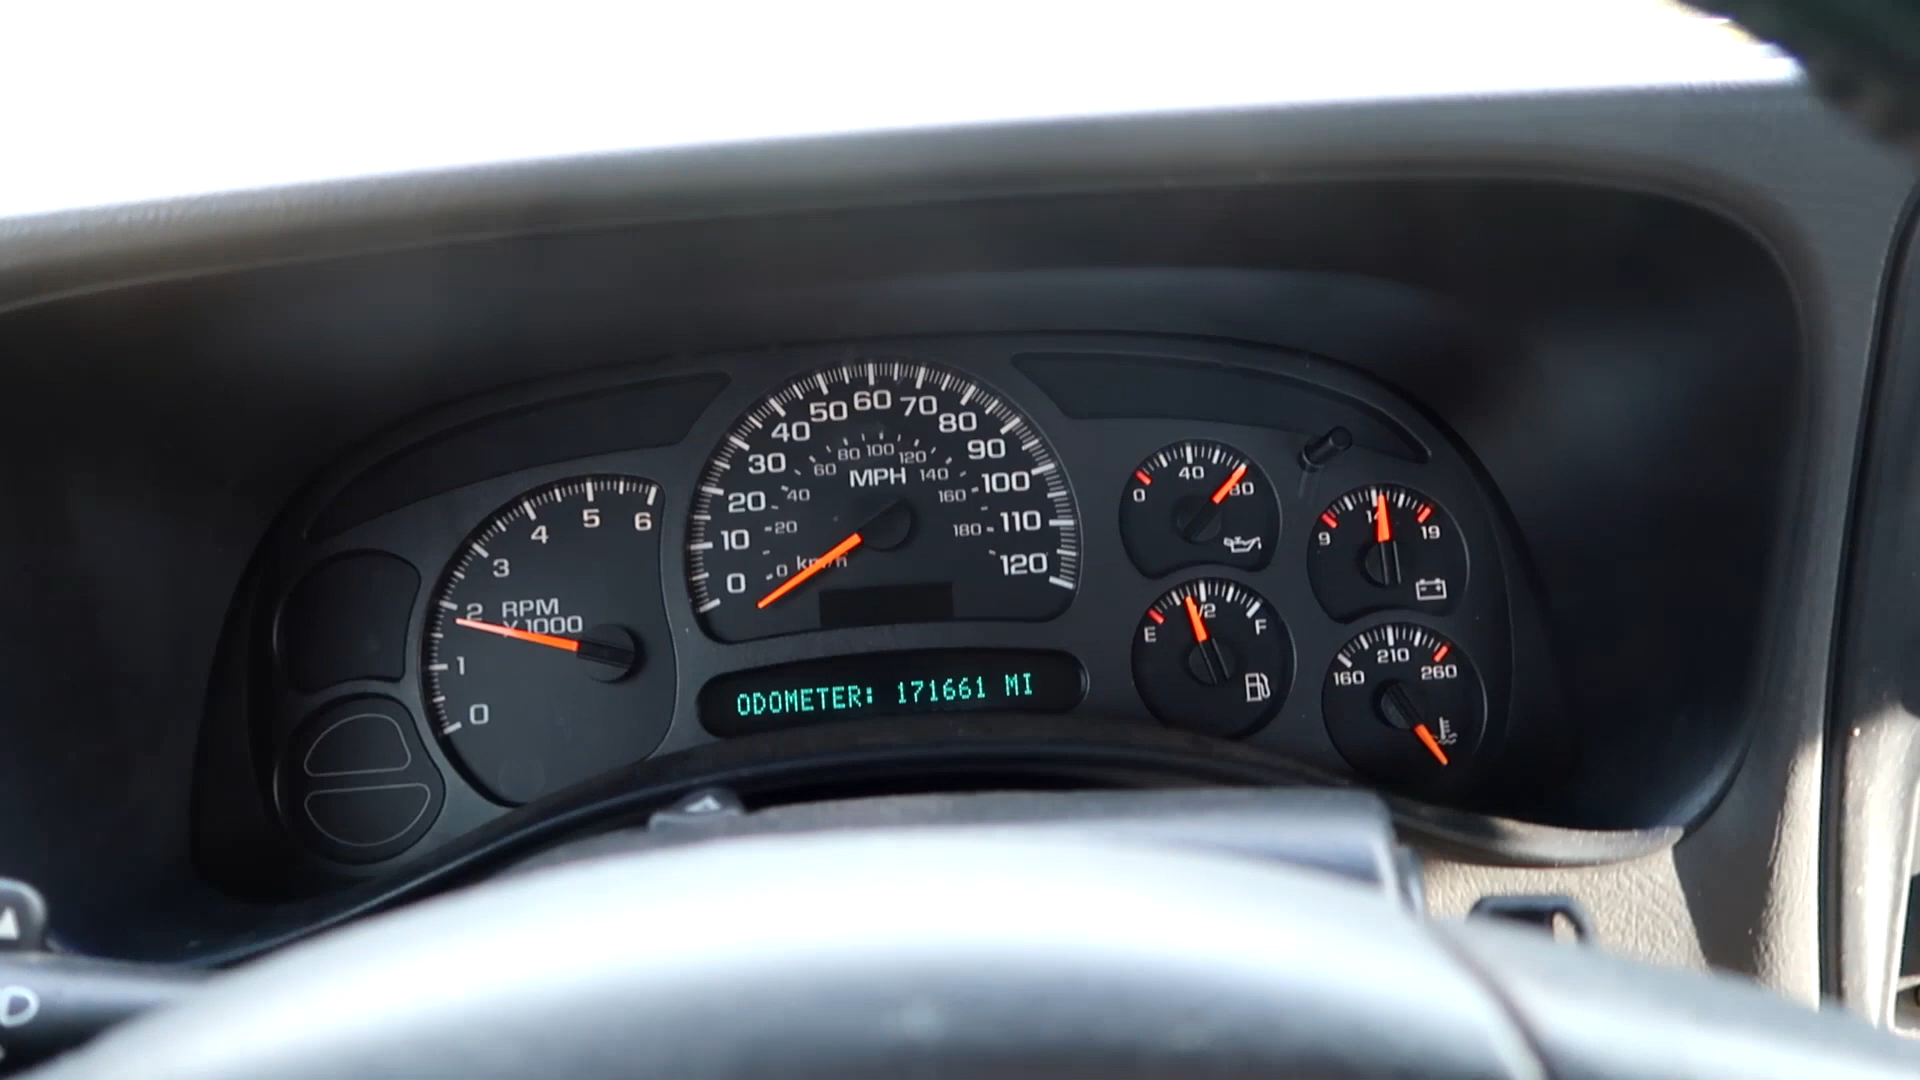 0 1 2 3 4 5 6
RPM
X 1000
0 10 20 30 40 50 60 70 80 90 100 110 120
MPH
0 20 40 60 80 100 120 140 160 180
km/h
ODOMETER: 171661 MI
0 40 80
9 14 19
E 1/2 F
160 210 260